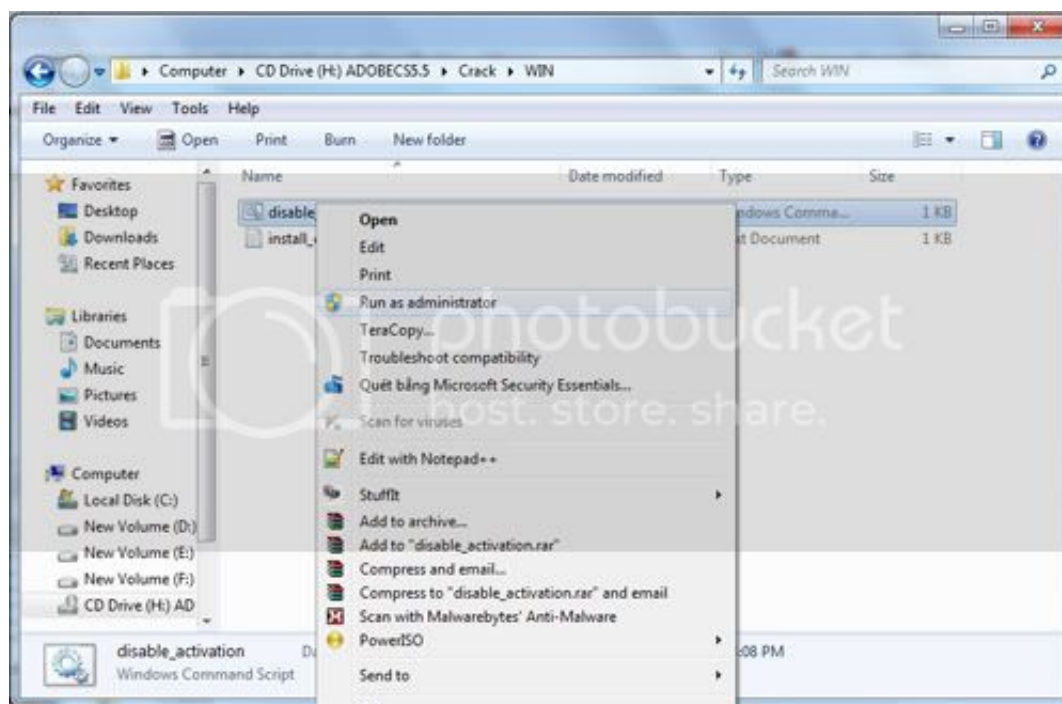 Computer ▸ CD Drive (H:) ADOBECS5.5 ▸ Crack ▸ WIN
Search WIN
File Edit View Tools Help
Organize Open Print Burn New folder
Name Date modified Type Size
Favorites
Desktop
Downloads
Recent Places
Libraries
Documents
Music
Pictures
Videos
Computer
Local Disk (C:)
New Volume (D:)
New Volume (E:)
New Volume (F:)
CD Drive (H:) AD
disable 1 KB
install 1 KB
Open
Edit
Print
Run as administrator
TeraCopy...
Troubleshoot compatibility
Quét bằng Microsoft Security Essentials...
Scan for viruses
Edit with Notepad++
StuffIt
Add to archive...
Add to "disable_activation.rar"
Compress and email...
Compress to "disable_activation.rar" and email
Scan with Malwarebytes' Anti-Malware
PowerISO
Send to
photobucket
host. store. share.
disable_activation :08 PM
Windows Command Script